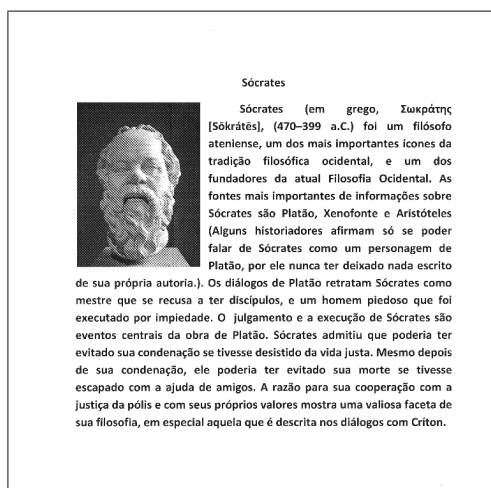 Sócrates
Sócrates (em grego, Σωκράτης
[Sōkrátēs], (470–399 a.C.) foi um filósofo
ateniense, um dos mais importantes ícones da
tradição filosófica ocidental, e um dos
fundadores da atual Filosofia Ocidental. As
fontes mais importantes de informações sobre
Sócrates são Platão, Xenofonte e Aristóteles
(Alguns historiadores afirmam só se poder
falar de Sócrates como um personagem de
Platão, por ele nunca ter deixado nada escrito
de sua própria autoria.). Os diálogos de Platão retratam Sócrates como
mestre que se recusa a ter discípulos, e um homem piedoso que foi
executado por impiedade. O julgamento e a execução de Sócrates são
eventos centrais da obra de Platão. Sócrates admitiu que poderia ter
evitado sua condenação se tivesse desistido da vida justa. Mesmo depois
de sua condenação, ele poderia ter evitado sua morte se tivesse
escapado com a ajuda de amigos. A razão para sua cooperação com a
justiça da pólis e com seus próprios valores mostra uma valiosa faceta de
sua filosofia, em especial aquela que é descrita nos diálogos com Críton.